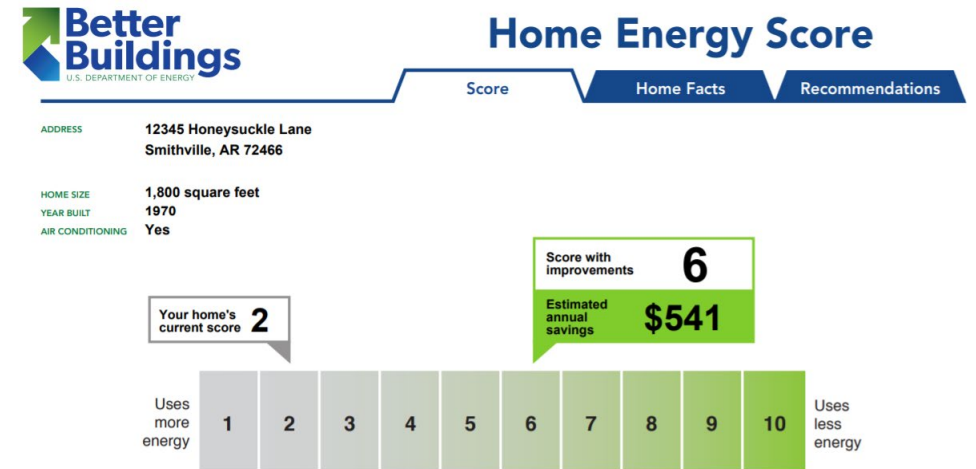 Better
Buildings
U.S. DEPARTMENT OF ENERGY
Home Energy Score
Score
Home Facts
Recommendations
ADDRESS 12345 Honeysuckle Lane
Smithville, AR 72466
HOME SIZE 1,800 square feet
YEAR BUILT 1970
AIR CONDITIONING Yes
Score with
improvements 6
Estimated
annual
savings $541
Your home's
current score 2
Uses
more
energy
1 2 3 4 5 6 7 8 9 10
Uses
less
energy